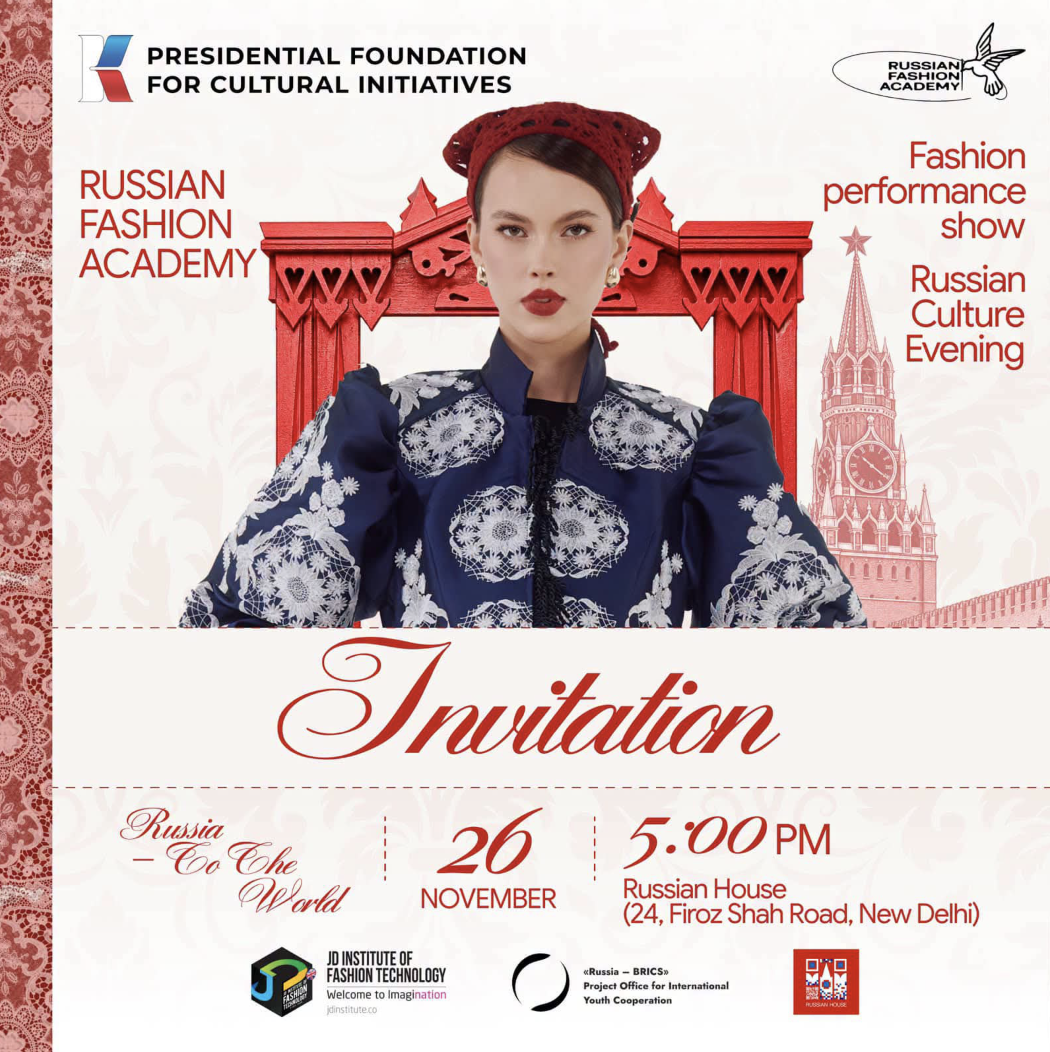 PRESIDENTIAL FOUNDATION
FOR CULTURAL INITIATIVES
RUSSIAN
FASHION
ACADEMY
RUSSIAN
FASHION
ACADEMY
Fashion
performance
show
Russian
Culture
Evening
Invitation
Russia
– To The
World
26
NOVEMBER
5:00 PM
Russian House
(24, Firoz Shah Road, New Delhi)
JD INSTITUTE OF
FASHION TECHNOLOGY
Welcome to Imagination
jdinstitute.co
«Russia – BRICS»
Project Office for International
Youth Cooperation
RUSSIAN HOUSE